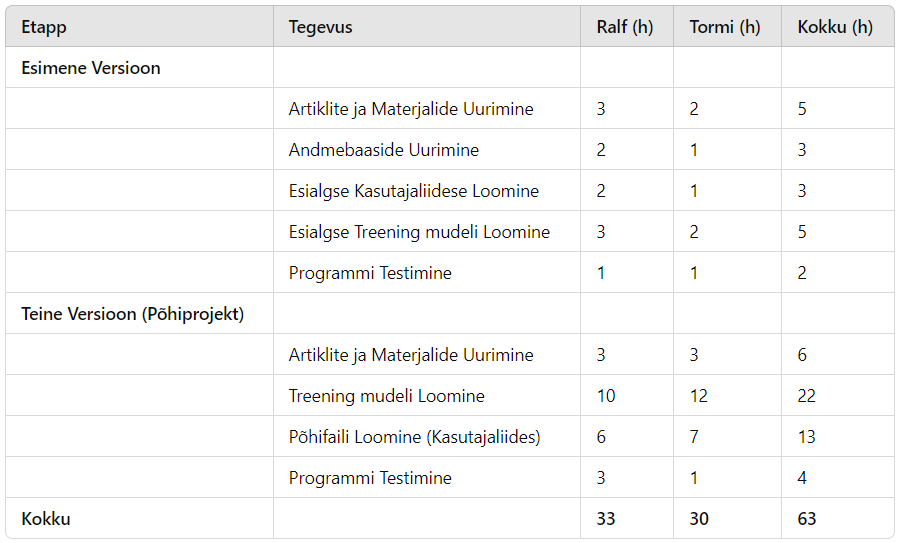 Etapp Tegevus Ralf (h) Tormi (h) Kokku (h)
Esimene Versioon
Artiklite ja Materjalide Uurimine 3 2 5
Andmebaaside Uurimine 2 1 3
Esialgse Kasutajaliidese Loomine 2 1 3
Esialgse Treening mudeli Loomine 3 2 5
Programmi Testimine 1 1 2
Teine Versioon (Põhiprojekt)
Artiklite ja Materjalide Uurimine 3 3 6
Treening mudeli Loomine 10 12 22
Põhifaili Loomine (Kasutajaliides) 6 7 13
Programmi Testimine 3 1 4
Kokku 33 30 63